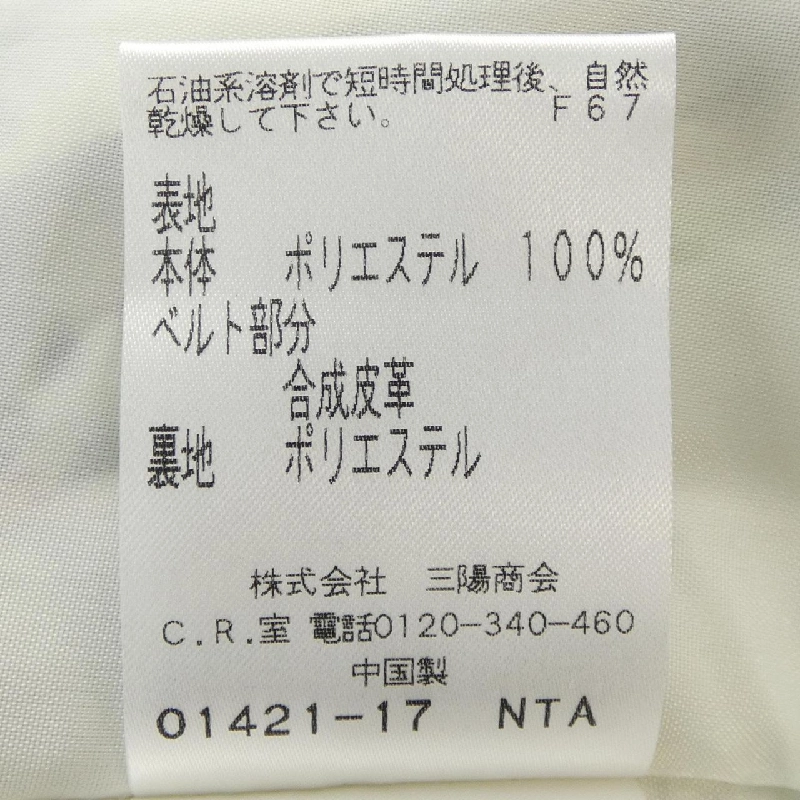 石油系溶剤で短時間処理後、自然
乾燥して下さい。 F67
表地
本体 ポリエステル 100%
ベルト部分
合成皮革
裏地 ポリエステル
株式会社 三陽商会
C.R.室 電話0120-340-460
中国製
01421-17 NTA